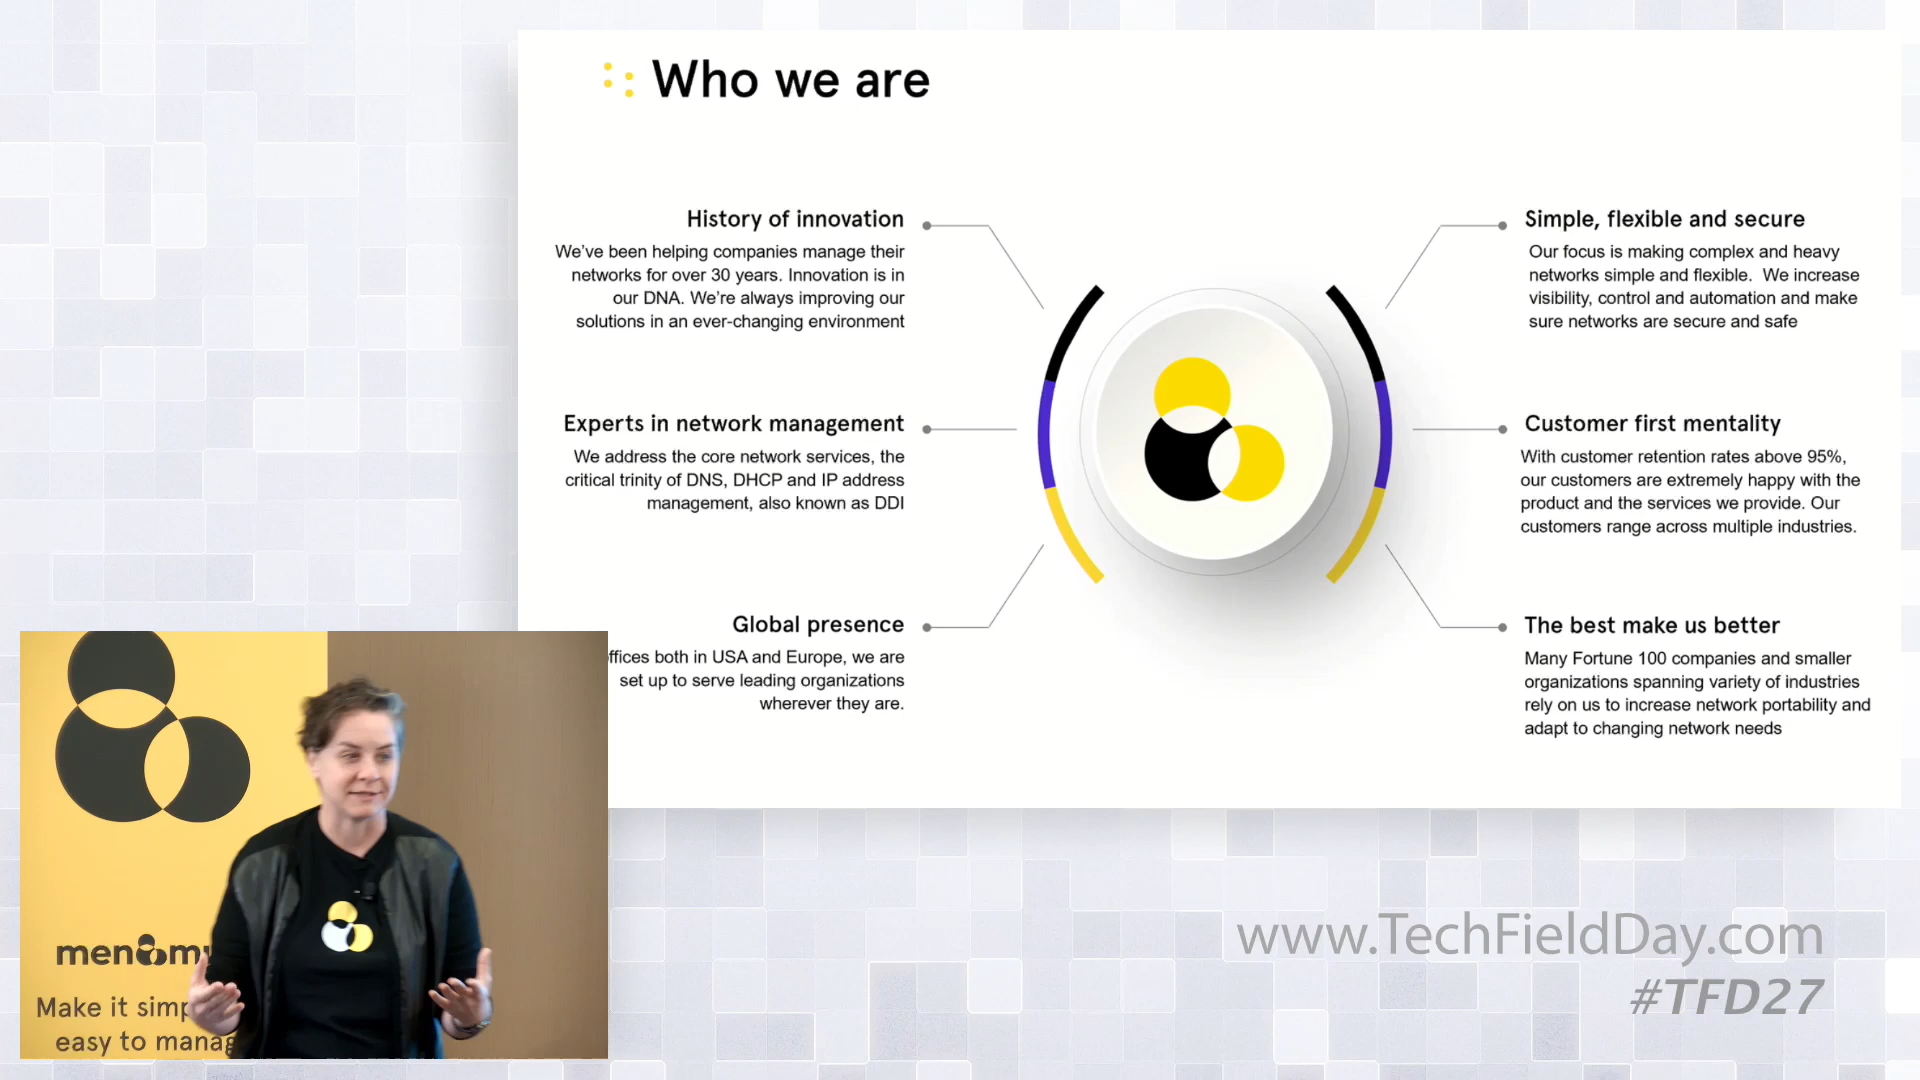 Who we are
History of innovation
We've been helping companies manage their
networks for over 30 years. Innovation is in
our DNA. We're always improving our
solutions in an ever-changing environment
Experts in network management
We address the core network services, the
critical trinity of DNS, DHCP and IP address
management, also known as DDI
Global presence
ffices both in USA and Europe, we are
set up to serve leading organizations
wherever they are.
Simple, flexible and secure
Our focus is making complex and heavy
networks simple and flexible. We increase
visibility, control and automation and make
sure networks are secure and safe
Customer first mentality
With customer retention rates above 95%,
our customers are extremely happy with the
product and the services we provide. Our
customers range across multiple industries.
The best make us better
Many Fortune 100 companies and smaller
organizations spanning variety of industries
rely on us to increase network portability and
adapt to changing network needs
men&m
Make it simp
easy to manag
www.TechFieldDay.com
#TFD27